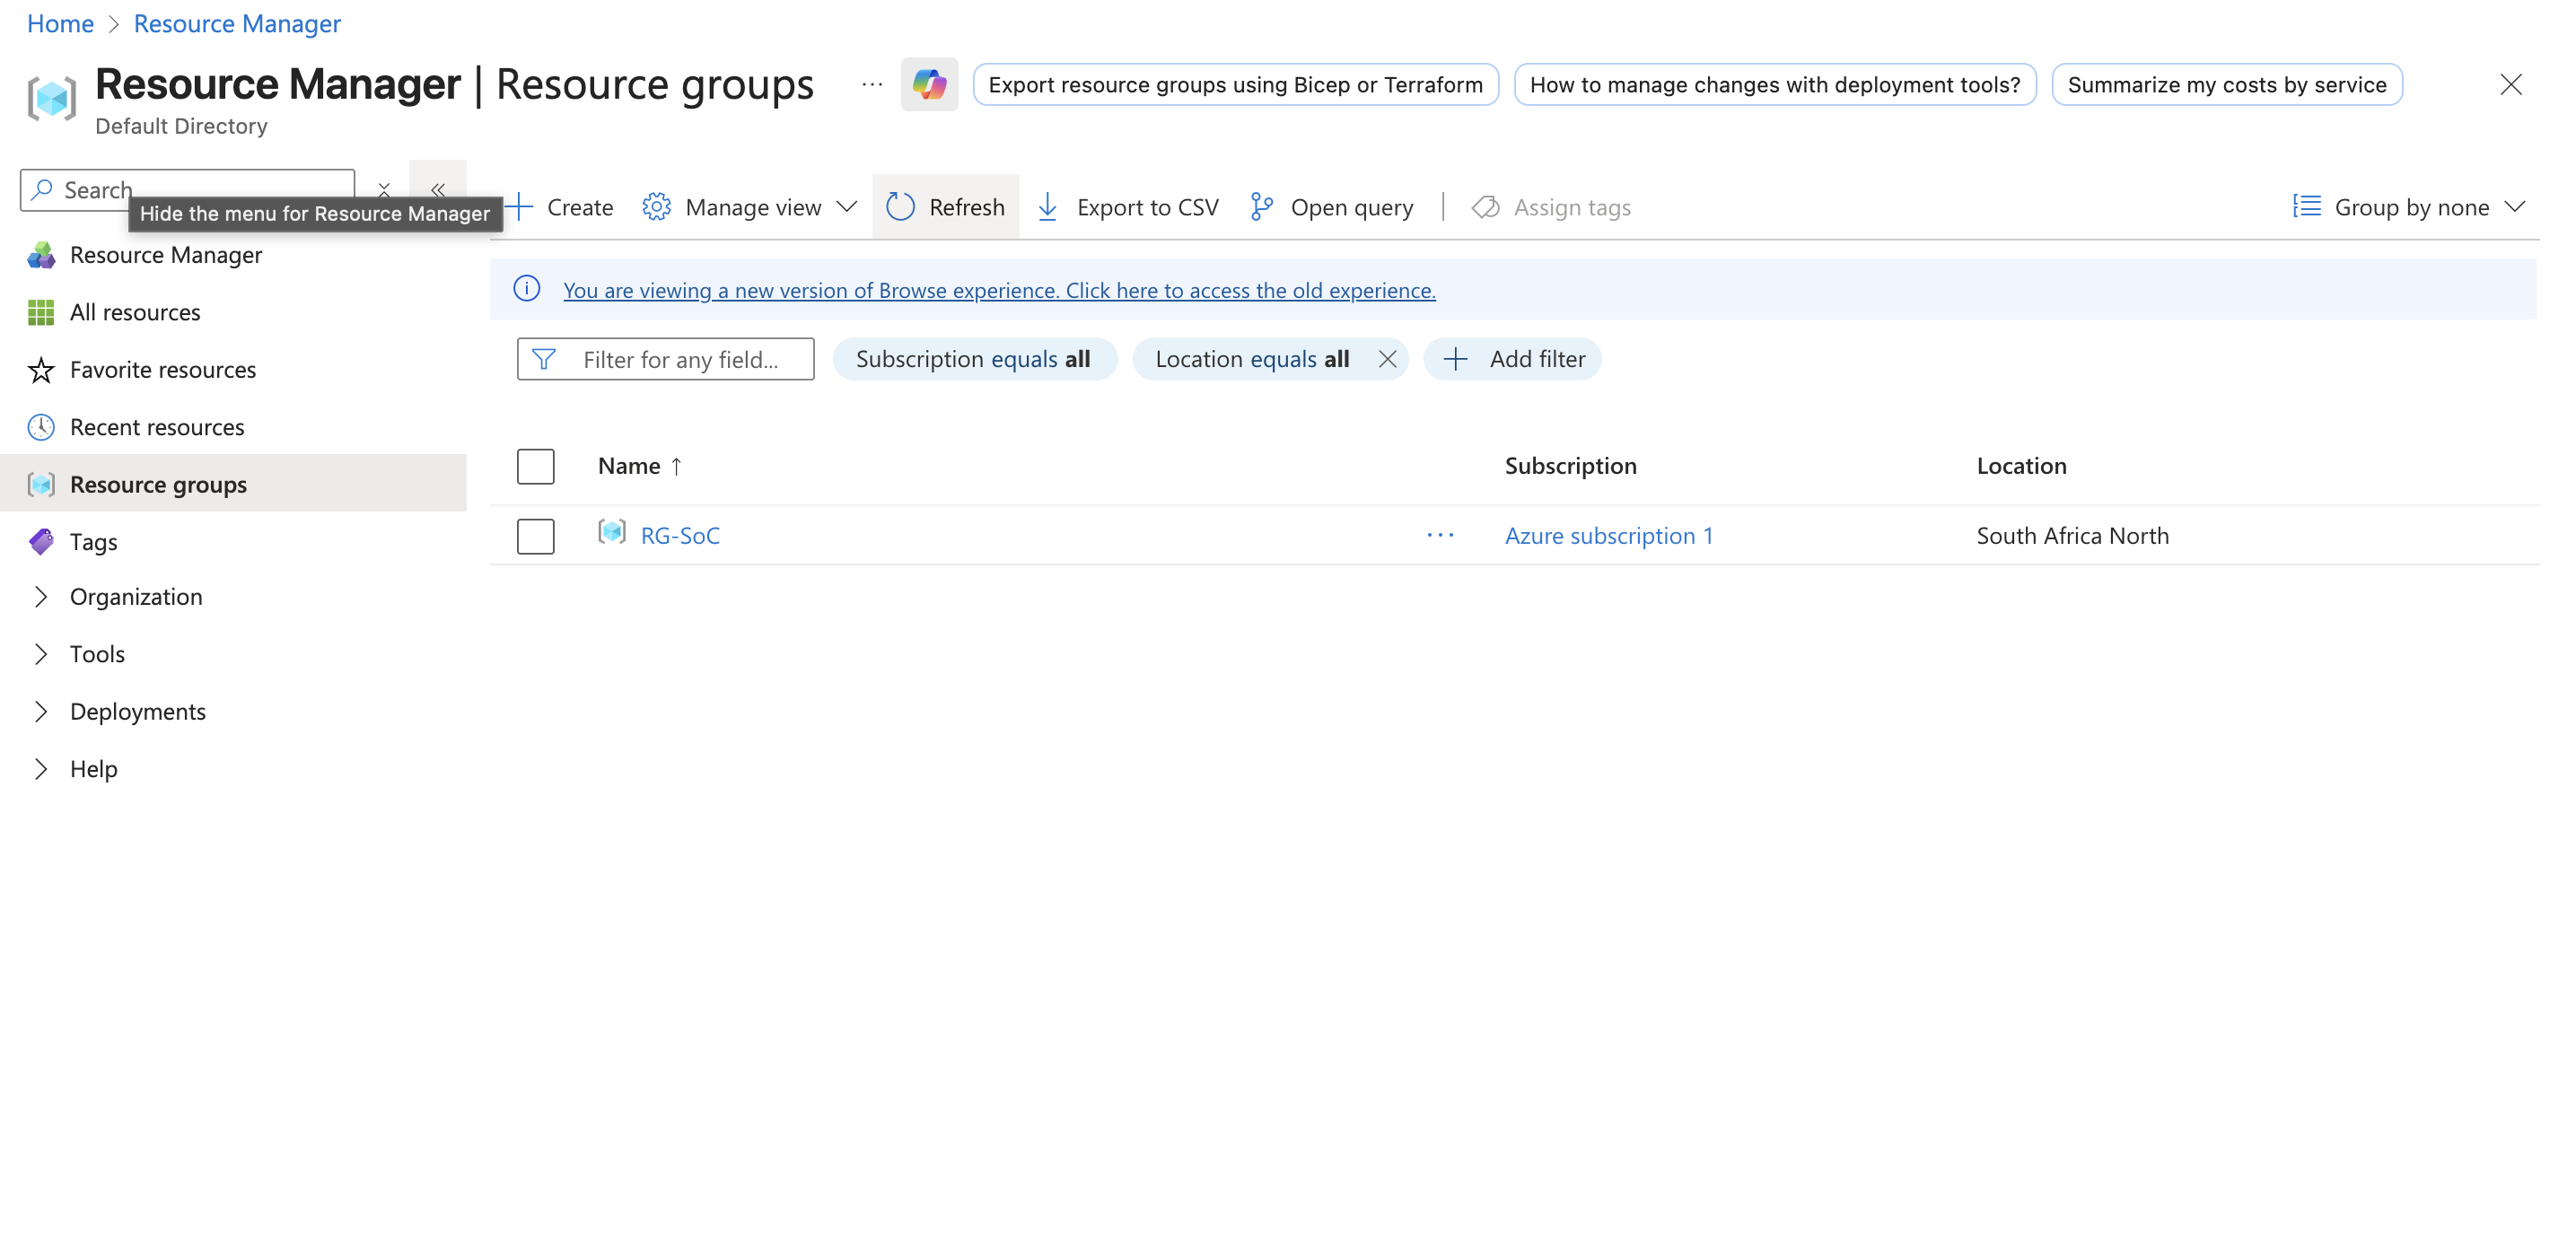 Home > Resource Manager
Resource Manager | Resource groups ...
Export resource groups using Bicep or Terraform
How to manage changes with deployment tools?
Summarize my costs by service
Default Directory
Search
Hide the menu for Resource Manager
Create
Manage view
Refresh
Export to CSV
Open query
Assign tags
Group by none
Resource Manager
All resources
Favorite resources
Recent resources
Resource groups
Tags
Organization
Tools
Deployments
Help
You are viewing a new version of Browse experience. Click here to access the old experience.
Filter for any field...
Subscription equals all
Location equals all
Add filter
Name ↑ Subscription Location
RG-SoC ... Azure subscription 1 South Africa North